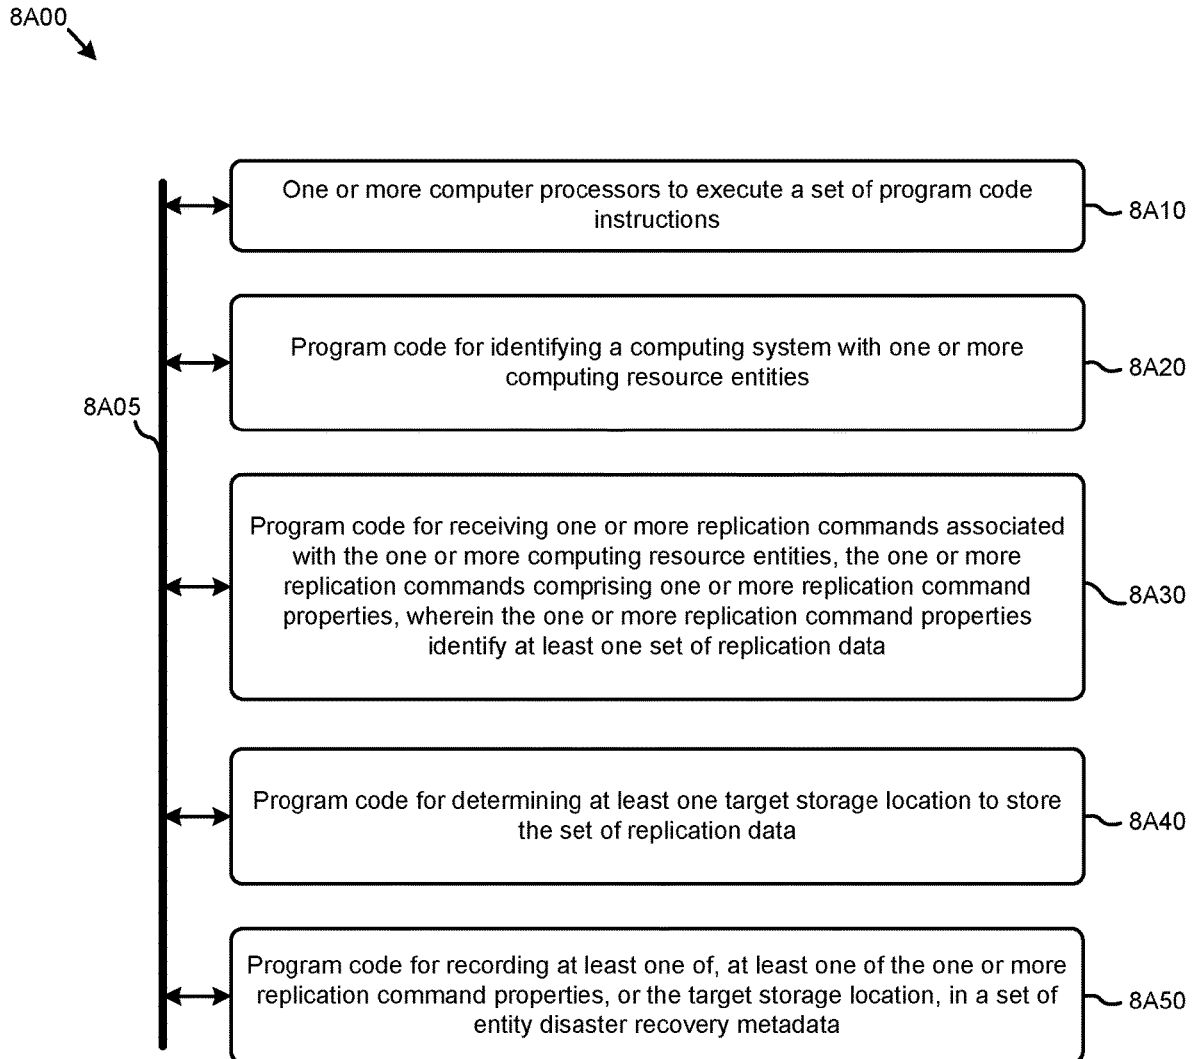 8A00
One or more computer processors to execute a set of program code
instructions
8A10
Program code for identifying a computing system with one or more
computing resource entities
8A20
8A05
Program code for receiving one or more replication commands associated
with the one or more computing resource entities, the one or more
replication commands comprising one or more replication command
properties, wherein the one or more replication command properties
identify at least one set of replication data
8A30
Program code for determining at least one target storage location to store
the set of replication data
8A40
Program code for recording at least one of, at least one of the one or more
replication command properties, or the target storage location, in a set of
entity disaster recovery metadata
8A50